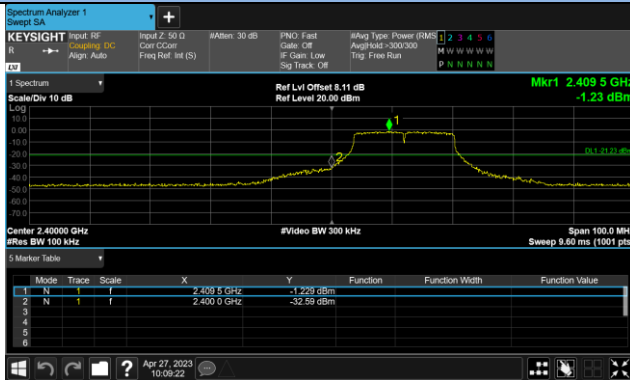 Spectrum Analyzer 1
Swept SA
+
KEYSIGHT Input: RF Input Z: 50 Ω #Atten: 30 dB PNO: Fast #Avg Type: Power (RMS 1 2 3 4 5 6
R Coupling: DC Corr CCorr Gate: Off Avg|Hold:>300/300 M W W W W W
Align: Auto Freq Ref: Int (S) IF Gain: Low Trig: Free Run
LXI Sig Track: Off P N N N N N
1 Spectrum
Ref Lvl Offset 8.11 dB Mkr1 2.409 5 GHz
Scale/Div 10 dB Ref Level 20.00 dBm -1.23 dBm
Log
10.0
0.00
-10.0
-20.0
-30.0
-40.0
-50.0
-60.0
-70.0
1
2
DL1 -21.23 dBm
Center 2.40000 GHz #Video BW 300 kHz Span 100.0 MH
#Res BW 100 kHz Sweep 9.60 ms (1001 pts
5 Marker Table
Mode Trace Scale X Y Function Function Width Function Value
1 N 1 f 2.409 5 GHz -1.229 dBm
2 N 1 f 2.400 0 GHz -32.59 dBm
3
4
5
6
? Apr 27, 2023
10:09:22